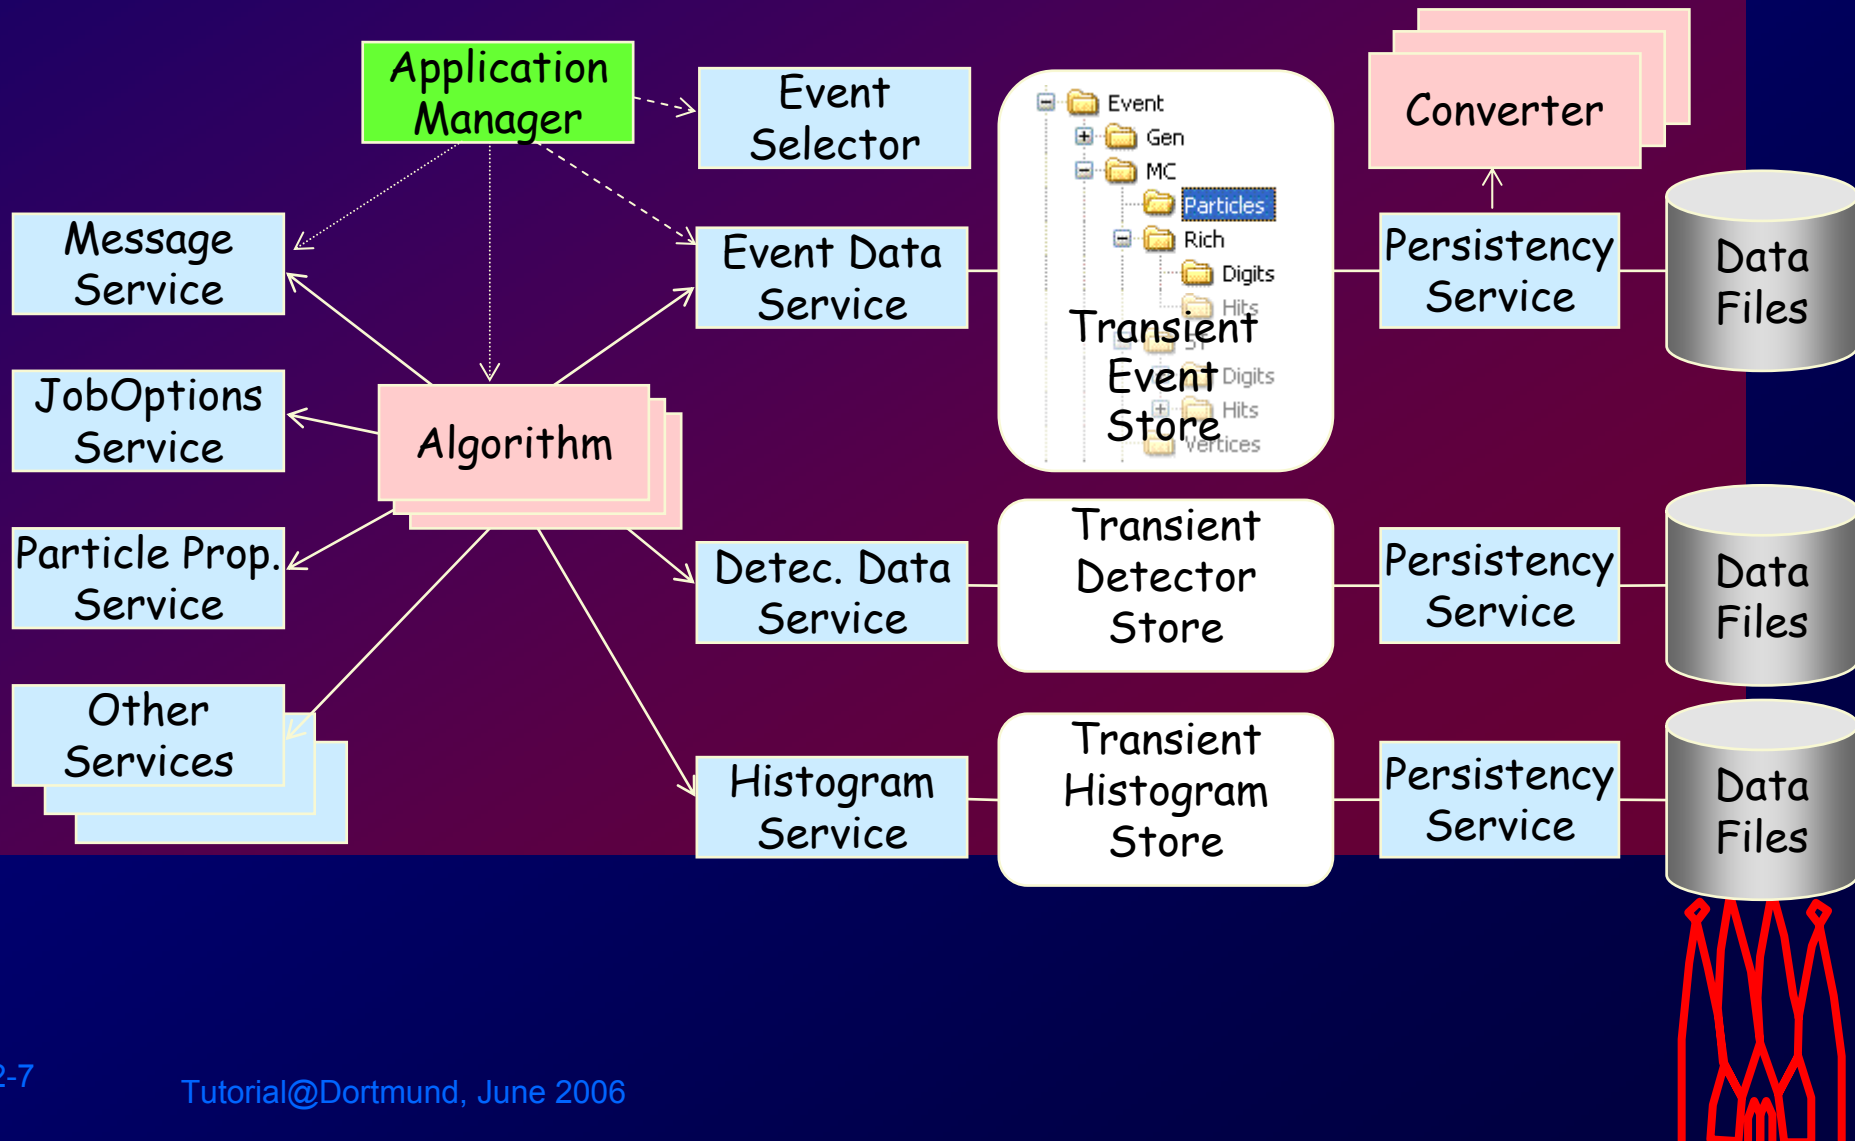 Application
Manager
Event
Selector
Event
Gen
MC
Particles
Rich
Digits
Hits
Digits
Hits
Vertices
Transient
Event
Store
Converter
Message
Service
Event Data
Service
Persistency
Service
Data
Files
JobOptions
Service
Algorithm
Particle Prop.
Service
Detec. Data
Service
Transient
Detector
Store
Persistency
Service
Data
Files
Other
Services
Histogram
Service
Transient
Histogram
Store
Persistency
Service
Data
Files
2-7
Tutorial@Dortmund, June 2006